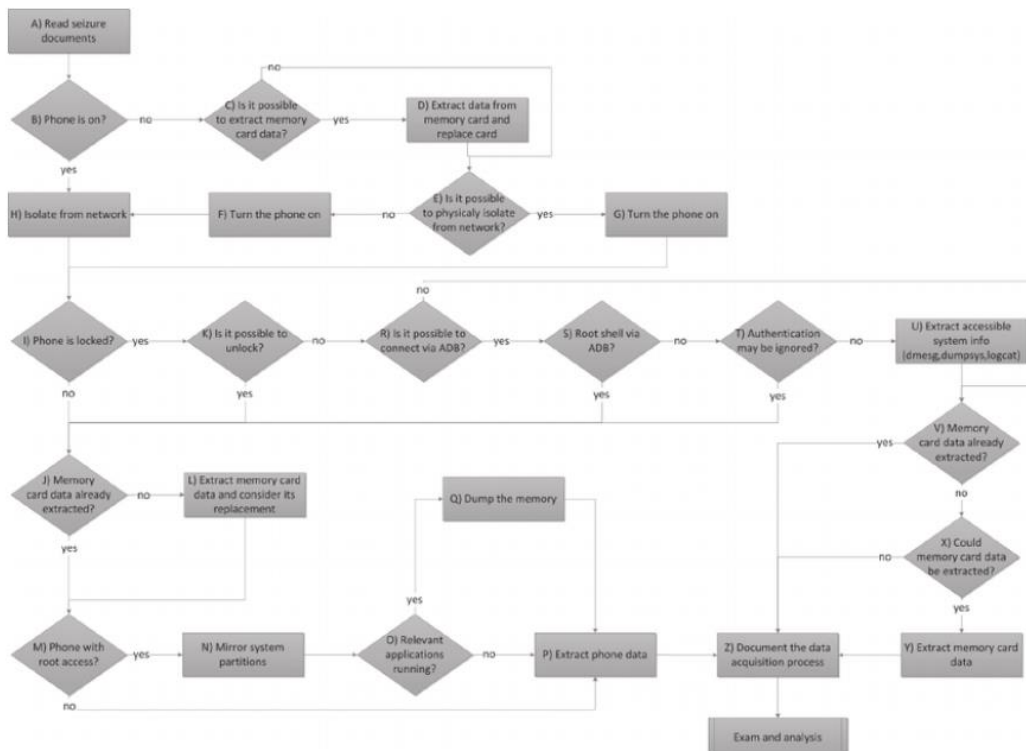 A) Read seizure
documents
no
B) Phone is on?
no
C) Is it possible
to extract memory
card data?
yes
D) Extract data from
memory card and
replace card
yes
H) Isolate from network
F) Turn the phone on
no
E) Is it possible
to physicaly isolate
from network?
yes
G) Turn the phone on
no
I) Phone is locked?
yes
K) Is it possible to
unlock?
no
R) Is it possible to
connect via ADB?
yes
S) Root shell via
ADB?
no
T) Authentication
may be ignored?
no
U) Extract accessible
system info
(dmesg,dumpsys,logcat)
no
yes
yes
yes
J) Memory
card data already
extracted?
no
L) Extract memory card
data and consider its
replacement
Q) Dump the memory
yes
V) Memory
card data already
extracted?
no
yes
no
X) Could
memory card data
be extracted?
yes
yes
M) Phone with
root access?
yes
N) Mirror system
partitions
O) Relevant
applications
running?
no
P) Extract phone data
Z) Document the data
acquisition process
Y) Extract memory card
data
no
Exam and analysis